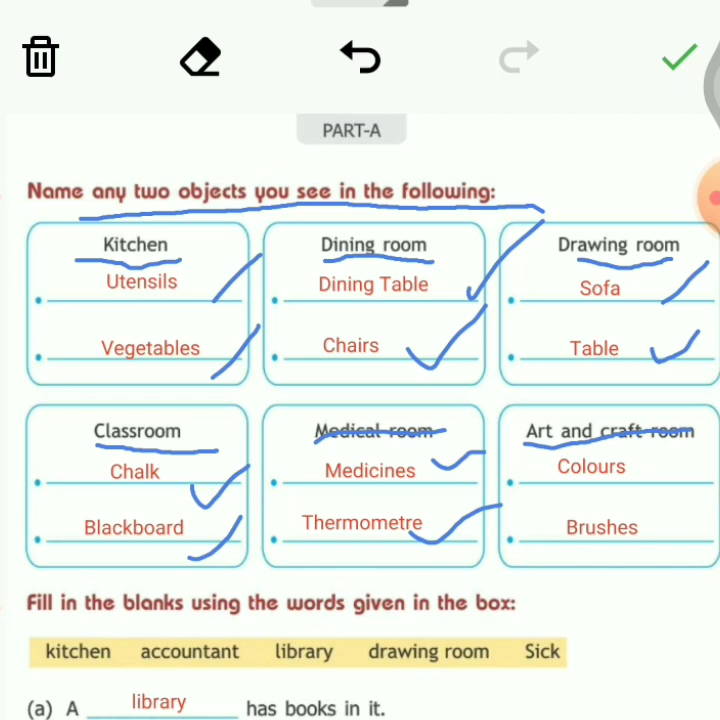 PART-A
Name any two objects you see in the following:
Kitchen
Utensils
Vegetables
Dining room
Dining Table
Chairs
Drawing room
Sofa
Table
Classroom
Chalk
Blackboard
Medical room
Medicines
Thermometre
Art and craft room
Colours
Brushes
Fill in the blanks using the words given in the box:
kitchen accountant library drawing room Sick
(a) A library has books in it.